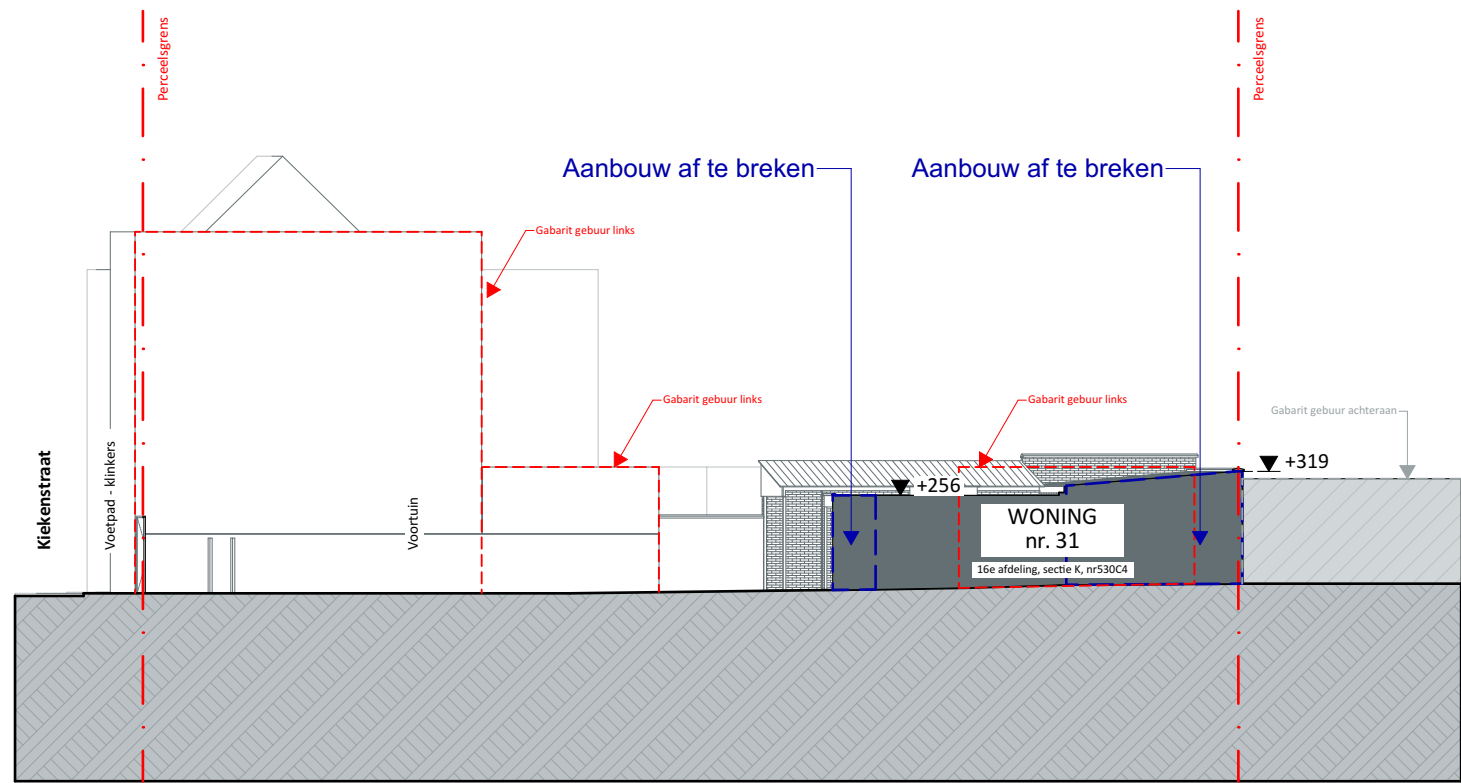 Perceelsgrens
Perceelsgrens
Aanbouw af te breken
Aanbouw af te breken
Gabarit gebuur links
Gabarit gebuur links
Gabarit gebuur links
Gabarit gebuur achteraan
Kiekenstraat
Voetpad - klinkers
Voortuin
+256
+319
WONING
nr. 31
16e afdeling, sectie K, nr530C4